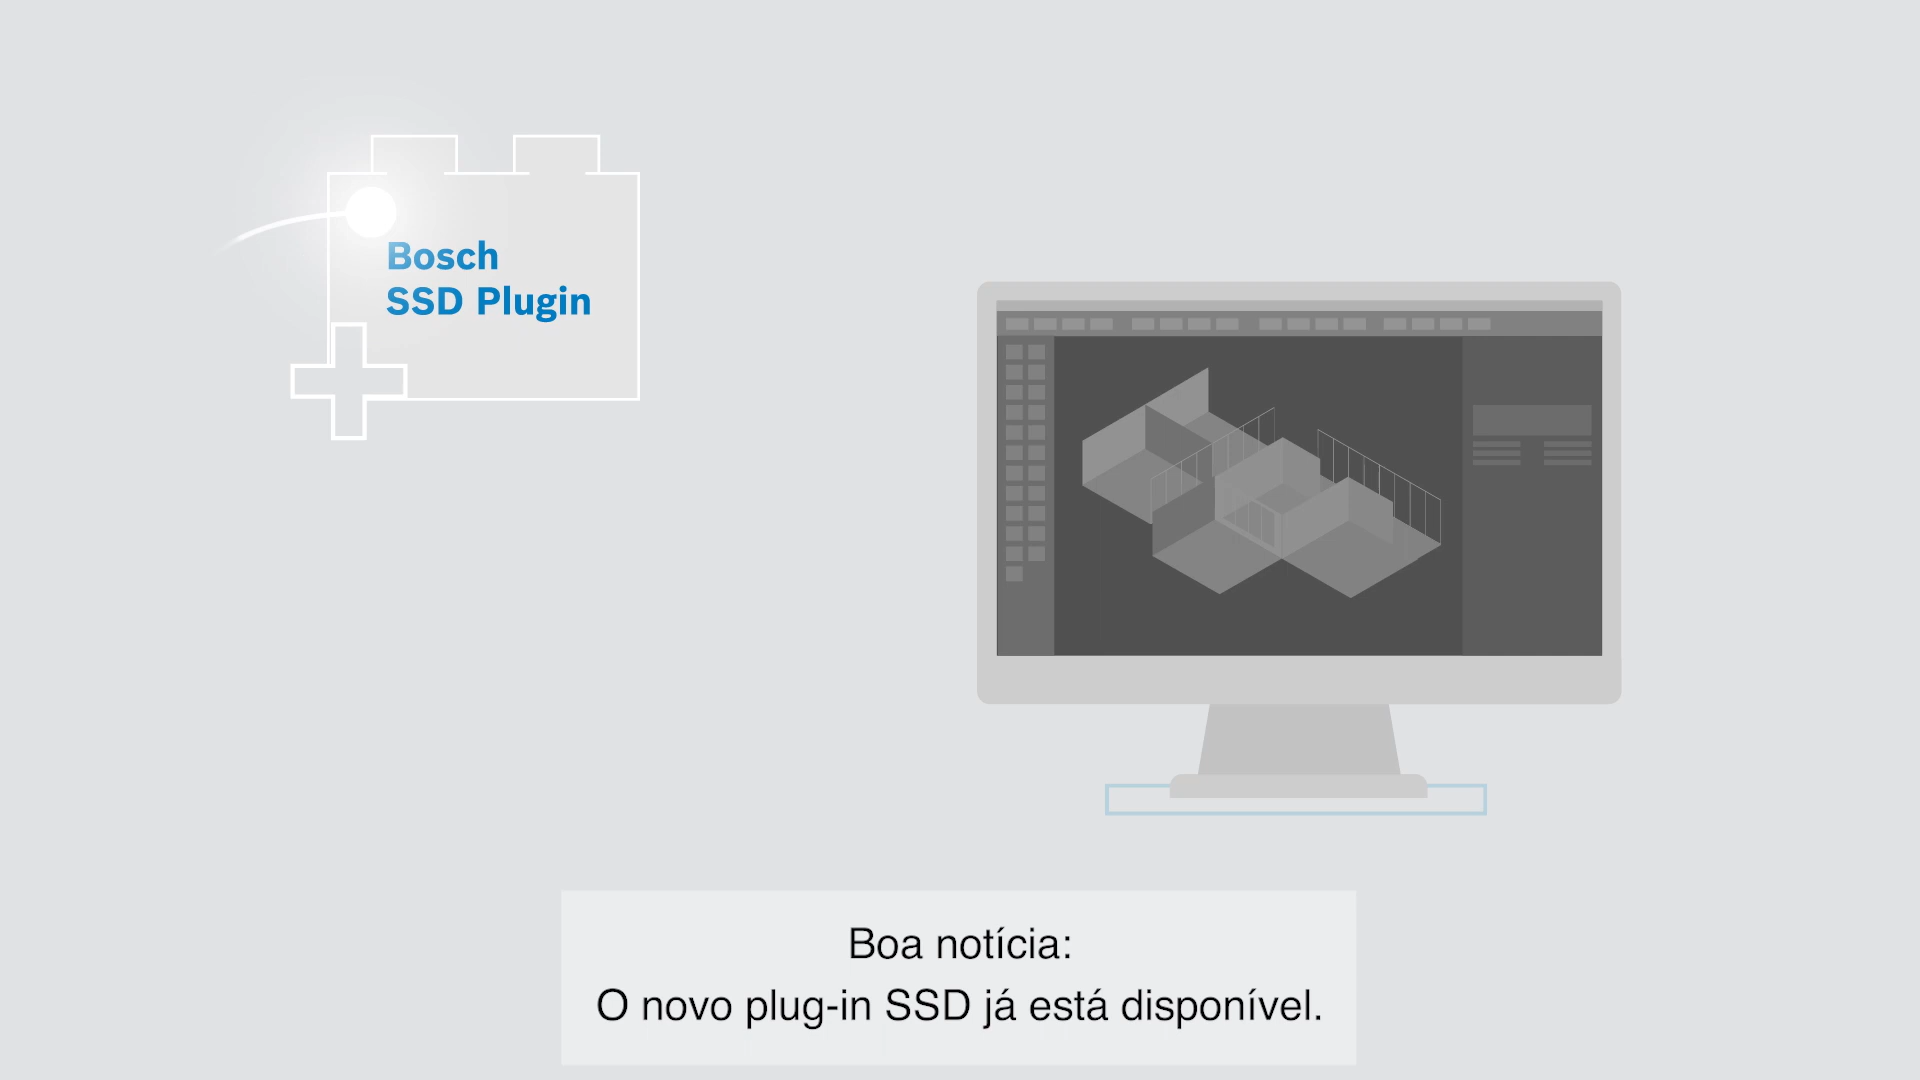 Bosch
SSD Plugin
Boa notícia:
O novo plug-in SSD já está disponível.